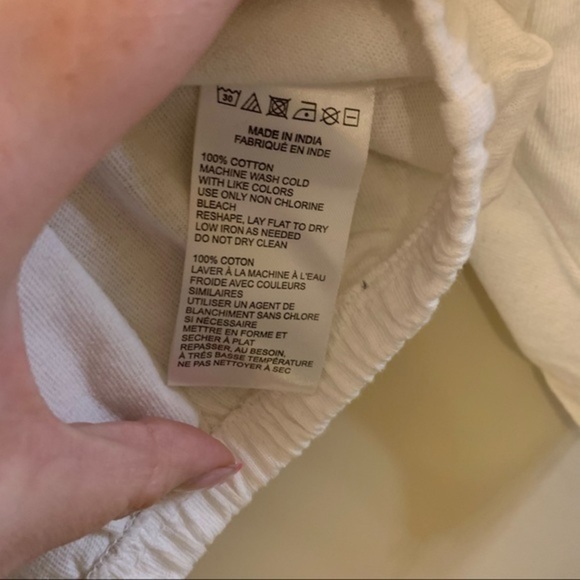 30
MADE IN INDIA
FABRIQUÉ EN INDE
100% COTTON
MACHINE WASH COLD
WITH LIKE COLORS
USE ONLY NON CHLORINE
BLEACH
RESHAPE, LAY FLAT TO DRY
LOW IRON AS NEEDED
DO NOT DRY CLEAN
100% COTON
LAVER À LA MACHINE À L'EAU
FROIDE AVEC COULEURS
SIMILAIRES
UTILISER UN AGENT DE
BLANCHIMENT SANS CHLORE
SI NÉCESSAIRE
METTRE EN FORME ET
SECHER À PLAT
REPASSER, AU BESOIN,
À TRÉS BASSE TEMPÉRATURE
NE PAS NETTOYER À SEC